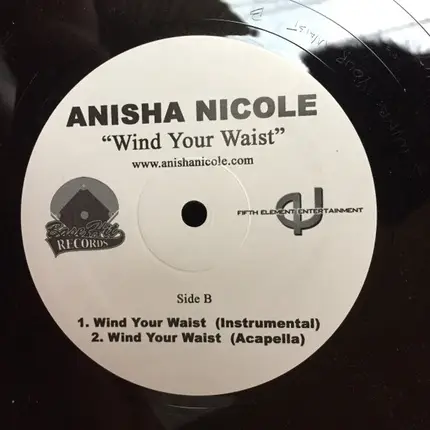 ANISHA NICOLE
"Wind Your Waist"
www.anishanicole.com
RECORDS
FIFTH ELEMENT ENTERTAINMENT
Side B
1. Wind Your Waist (Instrumental)
2. Wind Your Waist (Acapella)